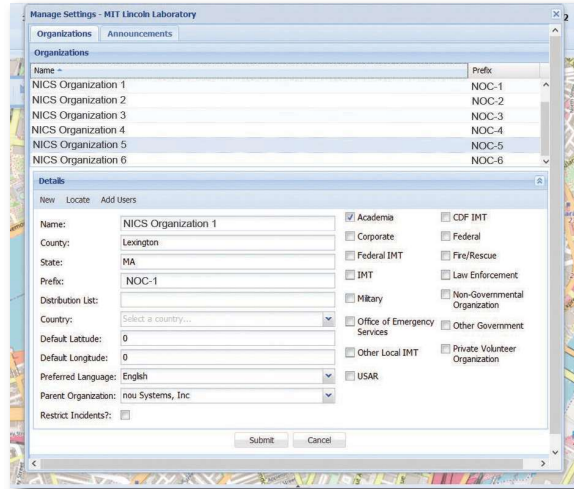 Manage Settings - MIT Lincoln Laboratory
Organizations Announcements
Organizations
Name Prefix
NICS Organization 1 NOC-1
NICS Organization 2 NOC-2
NICS Organization 3 NOC-3
NICS Organization 4 NOC-4
NICS Organization 5 NOC-5
NICS Organization 6 NOC-6
Details
New Locate Add Users
Name: NICS Organization 1
County: Lexington
State: MA
Prefix: NOC-1
Distribution List:
Country: Select a country...
Default Latitude: 0
Default Longitude: 0
Preferred Language: English
Parent Organization: nou Systems, Inc
Restrict Incidents?:
Academia CDF IMT
Corporate Federal
Federal IMT Fire/Rescue
IMT Law Enforcement
Military Non-Governmental
Organization
Office of Emergency
Services Other Government
Other Local IMT Private Volunteer
Organization
USAR
Submit Cancel